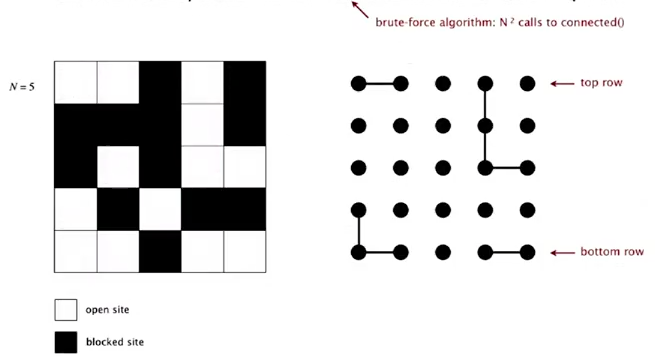 brute-force algorithm: N² calls to connected()
N = 5
top row
bottom row
open site
blocked site